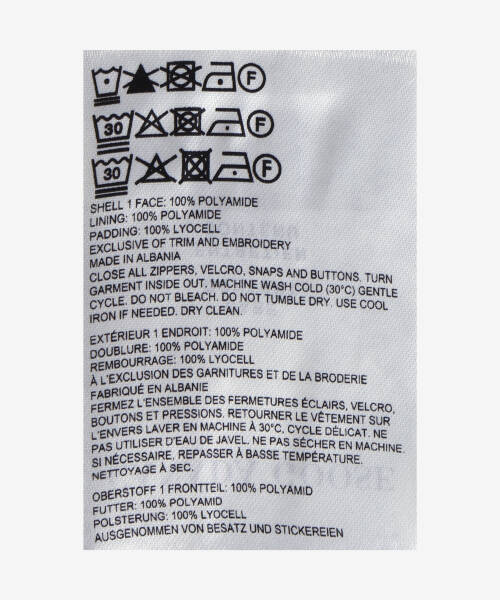 F
30 F
30 F
SHELL 1 FACE: 100% POLYAMIDE
LINING: 100% POLYAMIDE
PADDING: 100% LYOCELL
EXCLUSIVE OF TRIM AND EMBROIDERY
MADE IN ALBANIA
CLOSE ALL ZIPPERS, VELCRO, SNAPS AND BUTTONS. TURN
GARMENT INSIDE OUT. MACHINE WASH COLD (30°C) GENTLE
CYCLE. DO NOT BLEACH. DO NOT TUMBLE DRY. USE COOL
IRON IF NEEDED. DRY CLEAN.
EXTÉRIEUR 1 ENDROIT: 100% POLYAMIDE
DOUBLURE: 100% POLYAMIDE
REMBOURRAGE: 100% LYOCELL
À L'EXCLUSION DES GARNITURES ET DE LA BRODERIE
FABRIQUÉ EN ALBANIE
FERMEZ L'ENSEMBLE DES FERMETURES ÉCLAIRS, VELCRO,
BOUTONS ET PRESSIONS. RETOURNER LE VÊTEMENT SUR
L'ENVERS LAVER EN MACHINE À 30°C. CYCLE DÉLICAT. NE
PAS UTILISER D'EAU DE JAVEL. NE PAS SÉCHER EN MACHINE.
SI NÉCESSAIRE, REPASSER À BASSE TEMPÉRATURE.
NETTOYAGE À SEC.
OBERSTOFF 1 FRONTTEIL: 100% POLYAMID
FUTTER: 100% POLYAMID
POLSTERUNG: 100% LYOCELL
AUSGENOMMEN VON BESATZ UND STICKEREIEN